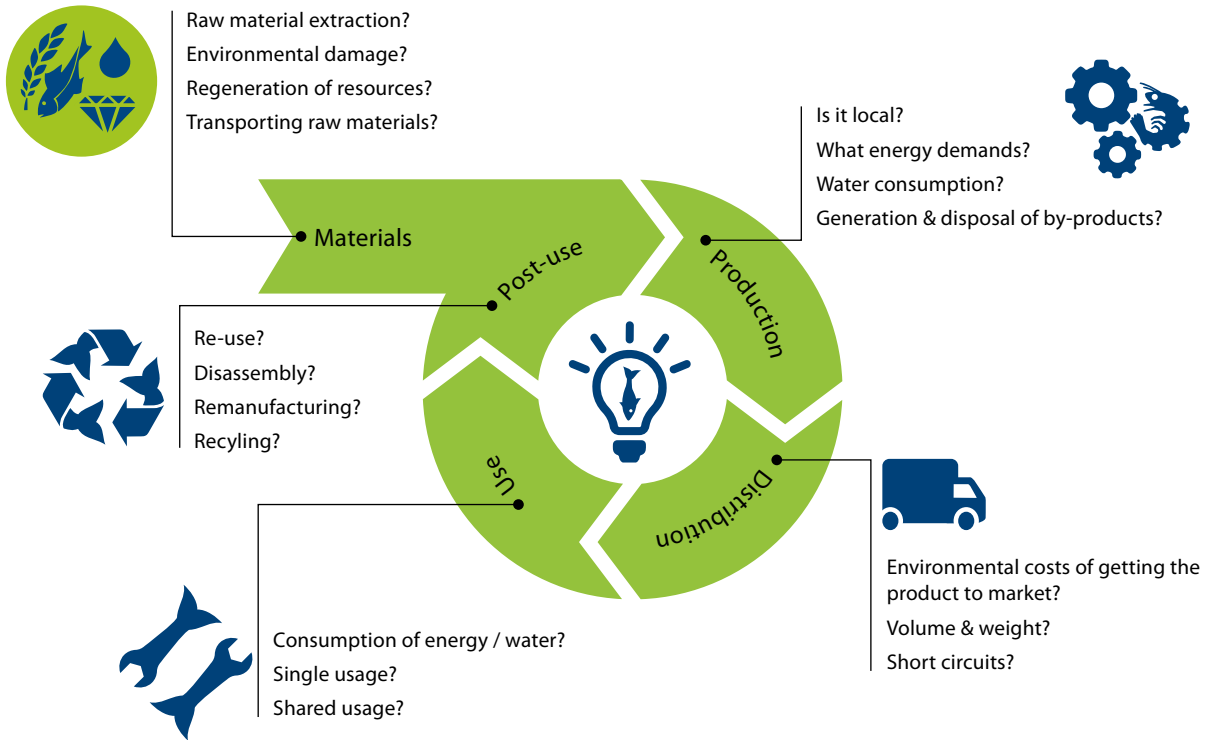 Raw material extraction?
Environmental damage?
Regeneration of resources?
Transporting raw materials?
Is it local?
What energy demands?
Water consumption?
Generation & disposal of by-products?
Materials
Post-use
Production
Re-use?
Disassembly?
Remanufacturing?
Recyling?
Use
Distribution
Environmental costs of getting the
product to market?
Volume & weight?
Short circuits?
Consumption of energy / water?
Single usage?
Shared usage?